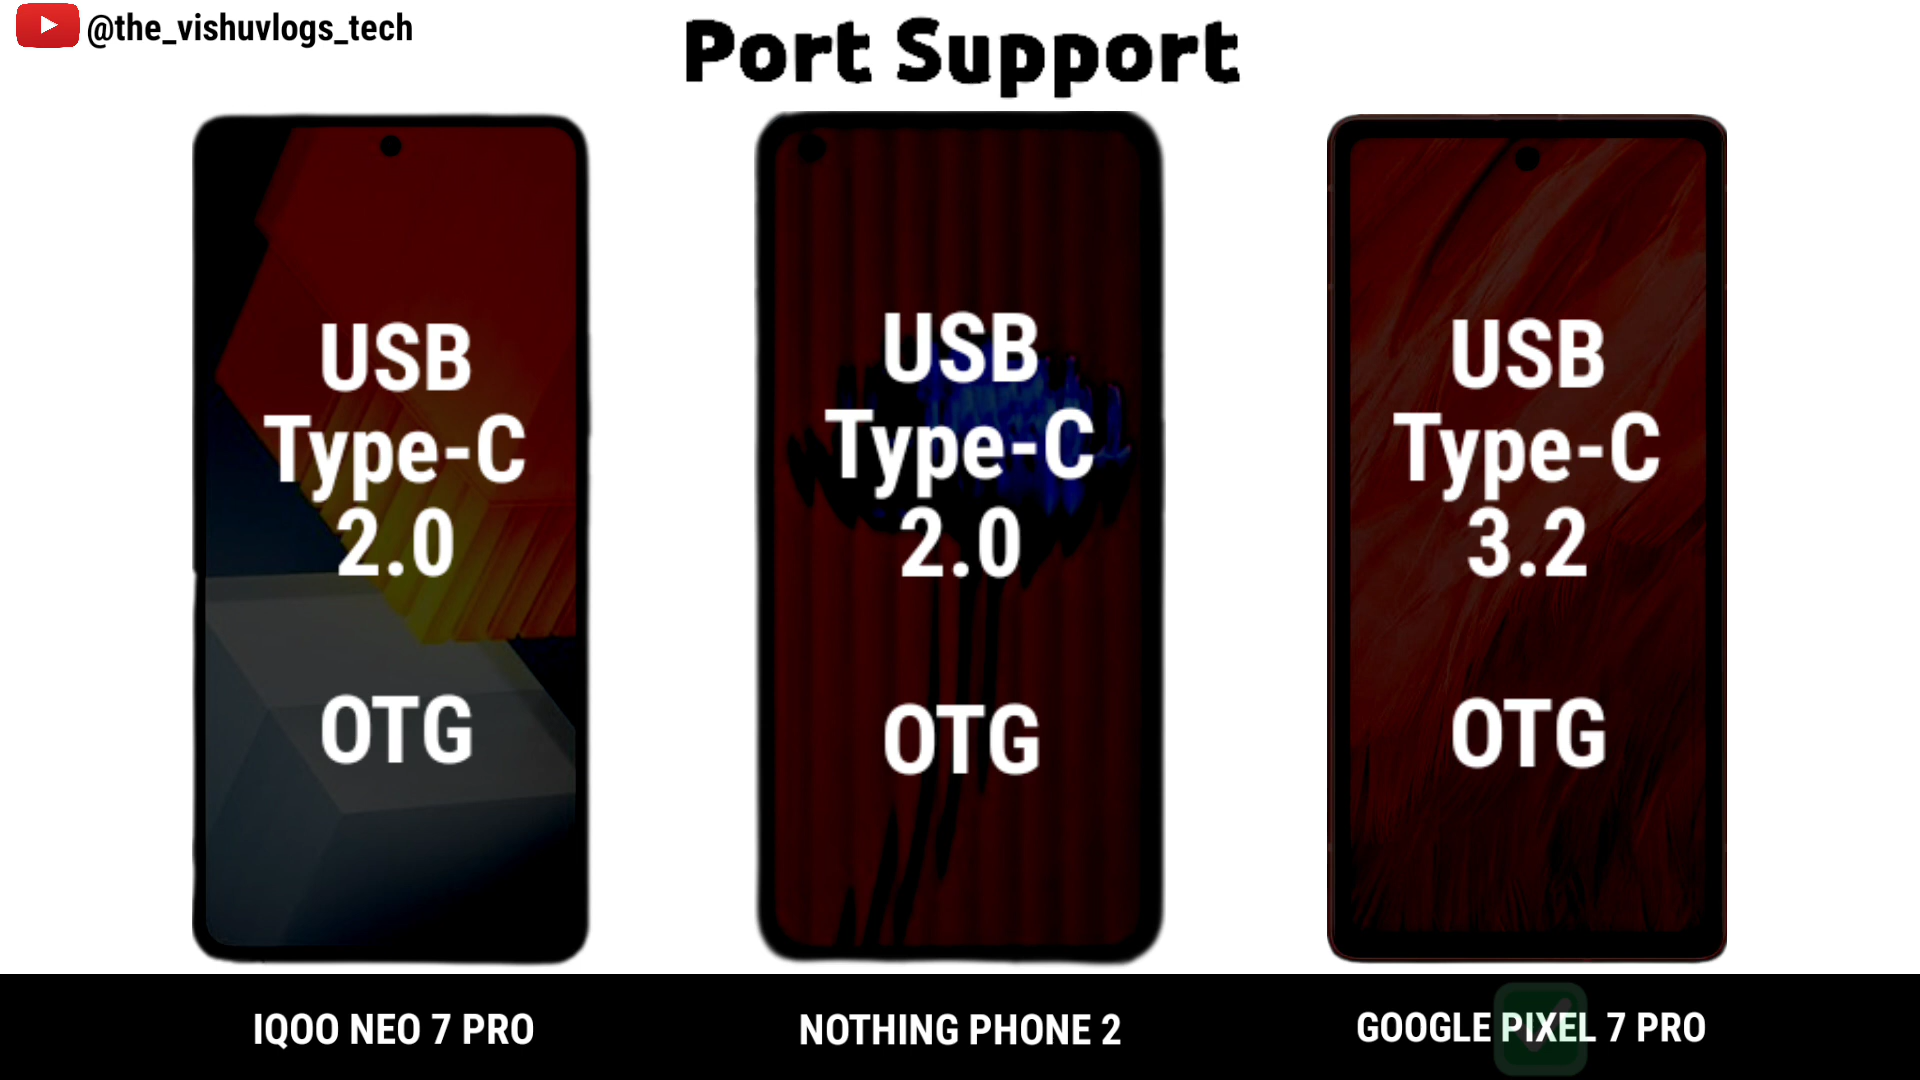 @the_vishuvlogs_tech
Port Support
USB
Type-C
2.0
OTG
USB
Type-C
2.0
OTG
USB
Type-C
3.2
OTG
IQOO NEO 7 PRO
NOTHING PHONE 2
GOOGLE PIXEL 7 PRO